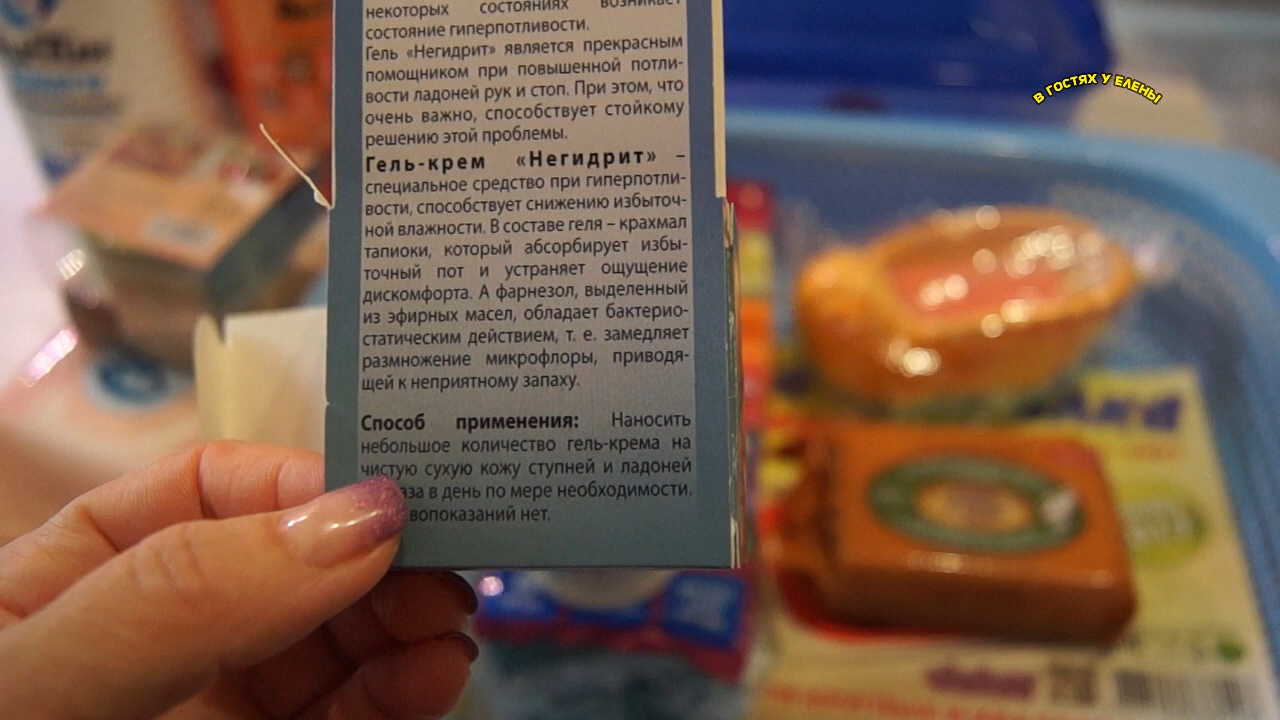 некоторых состояниях возникает
состояние гиперпотливости.
Гель «Негидрит» является прекрасным
помощником при повышенной потли-
вости ладоней рук и стоп. При этом, что
очень важно, способствует стойкому
решению этой проблемы.
Гель-крем «Негидрит» –
специальное средство при гиперпотли-
вости, способствует снижению избыточ-
ной влажности. В составе геля – крахмал
тапиоки, который абсорбирует избы-
точный пот и устраняет ощущение
дискомфорта. А фарнезол, выделенный
из эфирных масел, обладает бактерио-
статическим действием, т. е. замедляет
размножение микрофлоры, приводя-
щей к неприятному запаху.
Способ применения: Наносить
небольшое количество гель-крема на
чистую сухую кожу ступней и ладоней
в день по мере необходимости.
нет.
В ГОСТЯХ У ЕЛЕНЫ